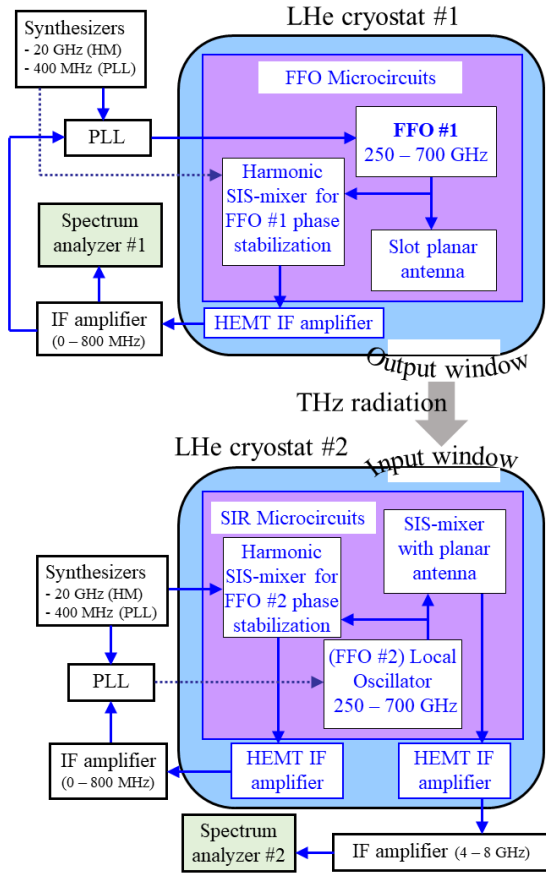 LHe cryostat #1
Synthesizers
- 20 GHz (HM)
- 400 MHz (PLL)
FFO Microcircuits
PLL
FFO #1
250 – 700 GHz
Harmonic
SIS-mixer for
FFO #1 phase
stabilization
Spectrum
analyzer #1
Slot planar
antenna
IF amplifier
(0 – 800 MHz)
HEMT IF amplifier
Output window
THz radiation
LHe cryostat #2
Input window
SIR Microcircuits
SIS-mixer
with planar
antenna
Harmonic
SIS-mixer for
FFO #2 phase
stabilization
Synthesizers
- 20 GHz (HM)
- 400 MHz (PLL)
(FFO #2) Local
Oscillator
250 – 700 GHz
PLL
IF amplifier
(0 – 800 MHz)
HEMT IF
amplifier
HEMT IF
amplifier
Spectrum
analyzer #2
IF amplifier (4 – 8 GHz)